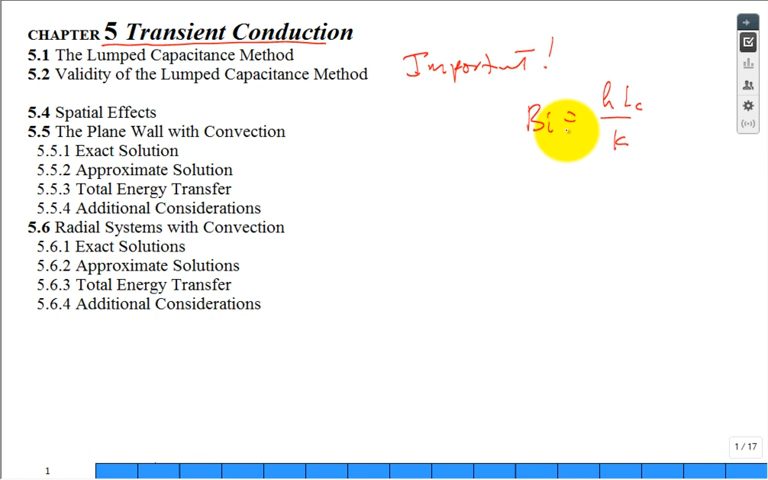 CHAPTER 5 Transient Conduction
5.1 The Lumped Capacitance Method
5.2 Validity of the Lumped Capacitance Method
Important!
Bi = hLc/k
5.4 Spatial Effects
5.5 The Plane Wall with Convection
5.5.1 Exact Solution
5.5.2 Approximate Solution
5.5.3 Total Energy Transfer
5.5.4 Additional Considerations
5.6 Radial Systems with Convection
5.6.1 Exact Solutions
5.6.2 Approximate Solutions
5.6.3 Total Energy Transfer
5.6.4 Additional Considerations
1 / 17
1